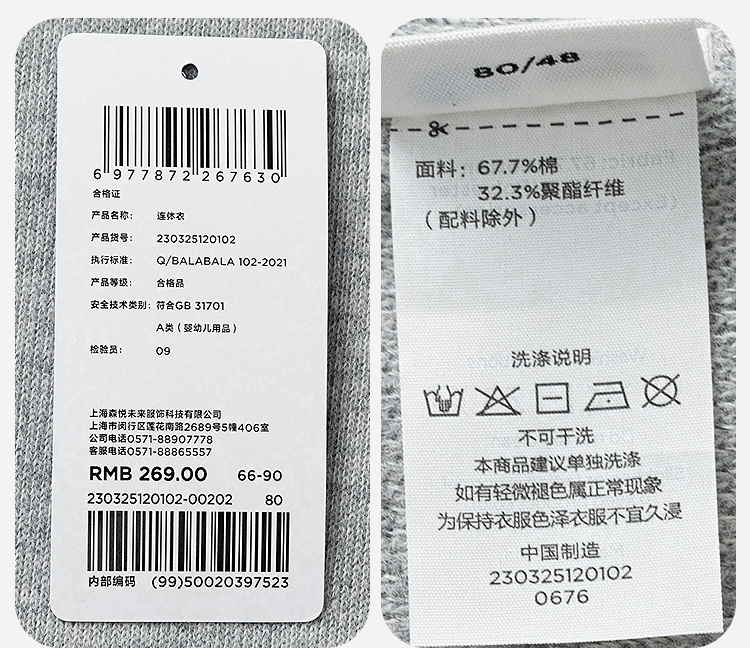 6 977872 267630
合格证
产品名称： 连体衣
产品货号： 230325120102
执行标准： Q/BALABALA 102-2021
产品等级： 合格品
安全技术类别： 符合GB 31701
A类（婴幼儿用品）
检验员： 09
上海森悦未来服饰科技有限公司
上海市闵行区莲花南路2689号5幢406室
公司电话0571-88907778
客服电话0571-88865557
RMB 269.00 66-90
230325120102-00202 80
内部编码 (99)50020397523
80/48
面料：67.7%棉
32.3%聚酯纤维
（配料除外）
洗涤说明
不可干洗
本商品建议单独洗涤
如有轻微褪色属正常现象
为保持衣服色泽衣服不宜久浸
中国制造
230325120102
0676